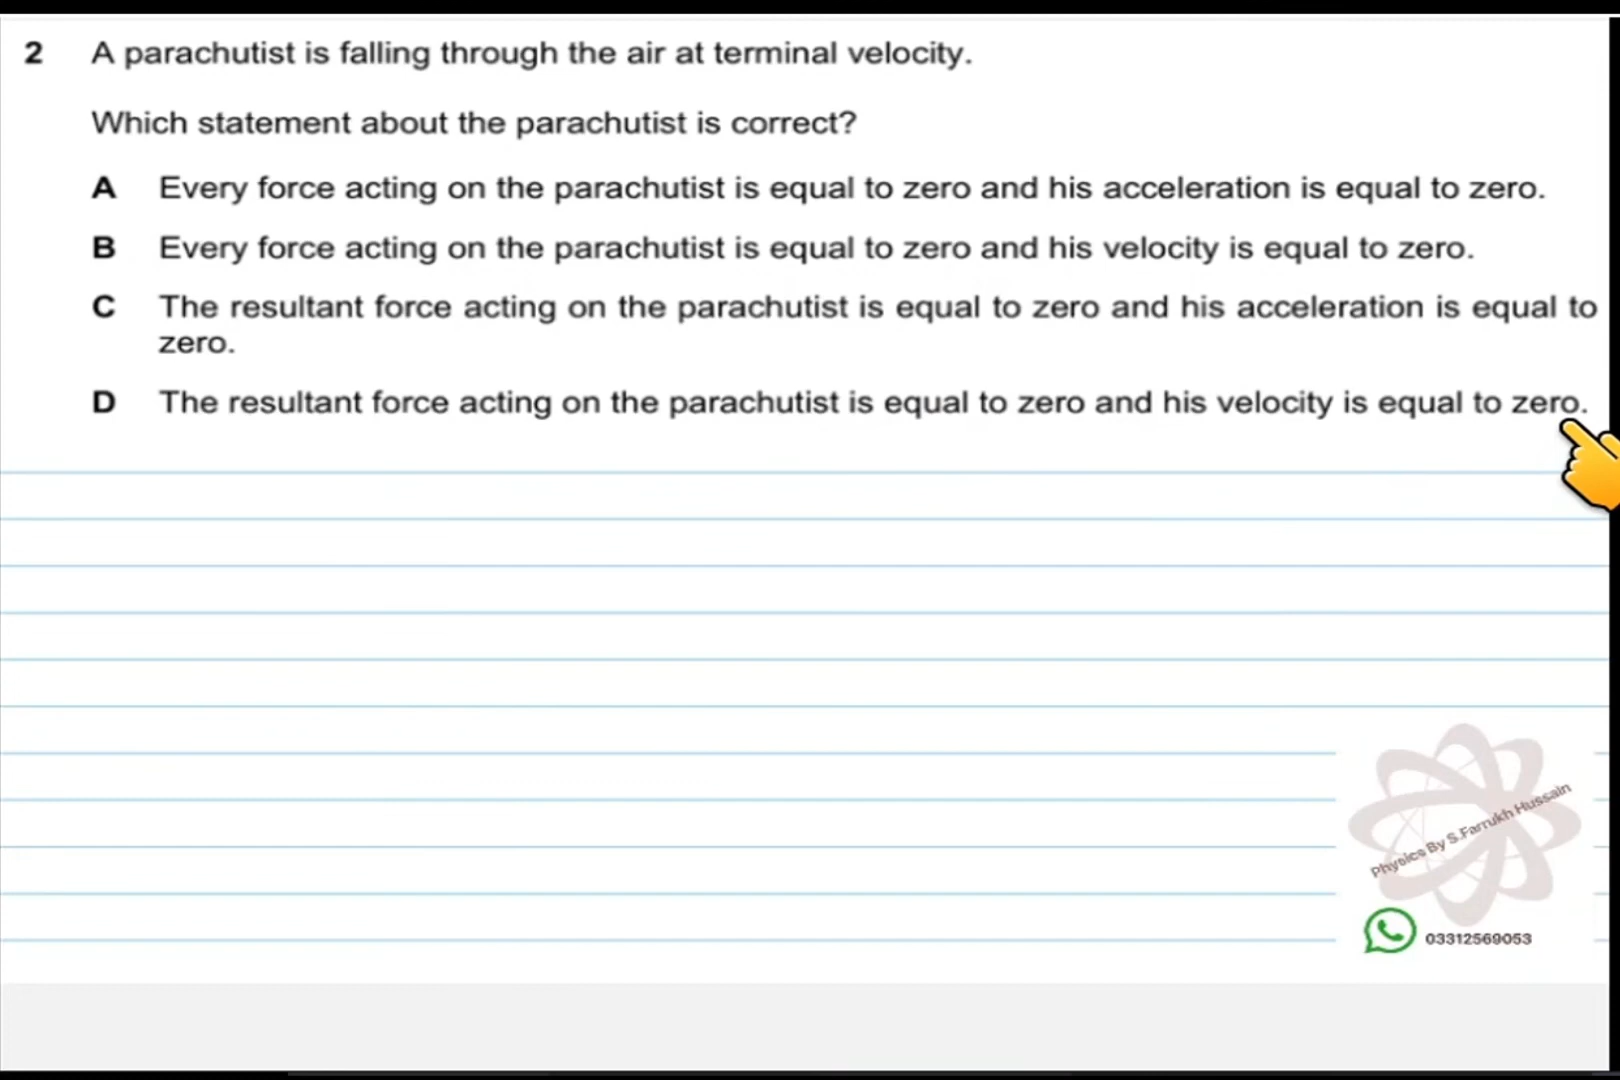 2 A parachutist is falling through the air at terminal velocity.
Which statement about the parachutist is correct?
A Every force acting on the parachutist is equal to zero and his acceleration is equal to zero.
B Every force acting on the parachutist is equal to zero and his velocity is equal to zero.
C The resultant force acting on the parachutist is equal to zero and his acceleration is equal to
zero.
D The resultant force acting on the parachutist is equal to zero and his velocity is equal to zero.
Physics By S.Farrukh Hussain
03312569053